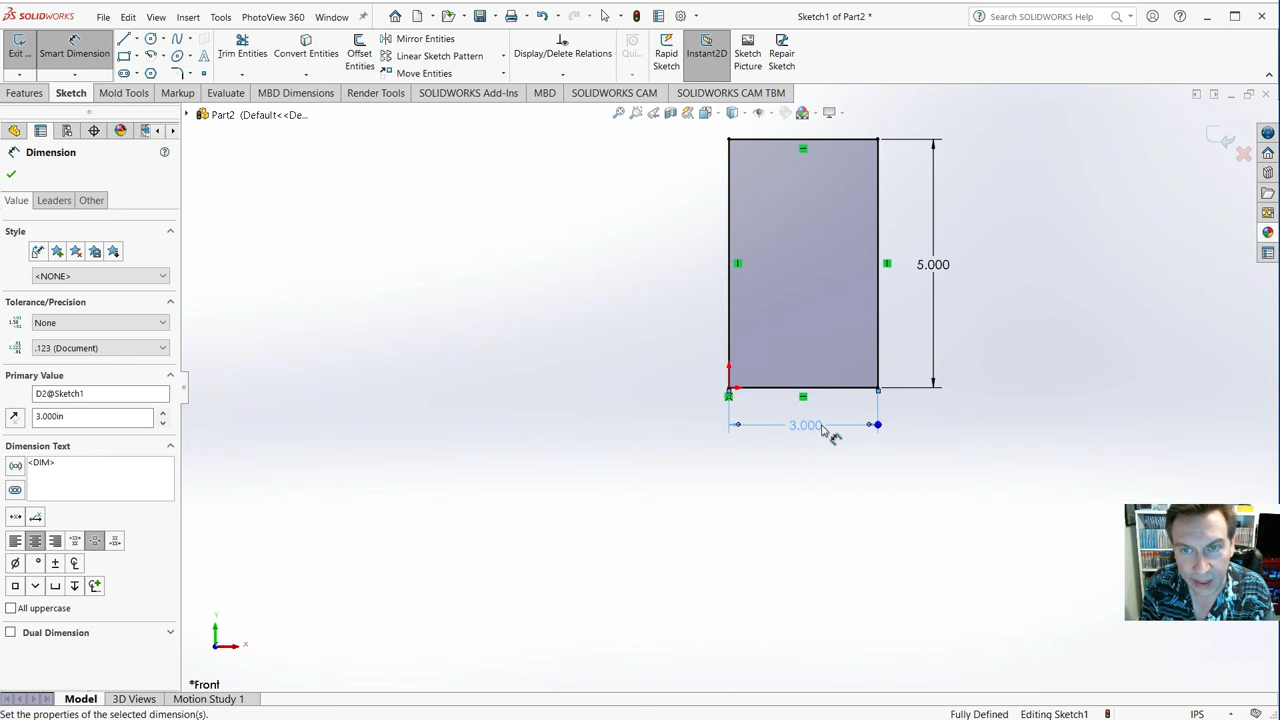 SOLIDWORKS
File Edit View Insert Tools PhotoView 360 Window
Sketch1 of Part2 *
Search SOLIDWORKS Help
Exit ...
Smart Dimension
Trim Entities
Convert Entities
Offset Entities
Mirror Entities
Linear Sketch Pattern
Move Entities
Display/Delete Relations
Qui...
Rapid Sketch
Instant2D
Sketch Picture
Repair Sketch
Features Sketch Mold Tools Markup Evaluate MBD Dimensions Render Tools SOLIDWORKS Add-Ins MBD SOLIDWORKS CAM SOLIDWORKS CAM TBM
Part2 (Default<<De...
Dimension
Value Leaders Other
Style
<NONE>
Tolerance/Precision
None
.123 (Document)
Primary Value
D2@Sketch1
3.000in
Dimension Text
<DIM>
All uppercase
Dual Dimension
5.000
3.000
Y
X
*Front
Model 3D Views Motion Study 1
Set the properties of the selected dimension(s).
Fully Defined Editing Sketch1 IPS